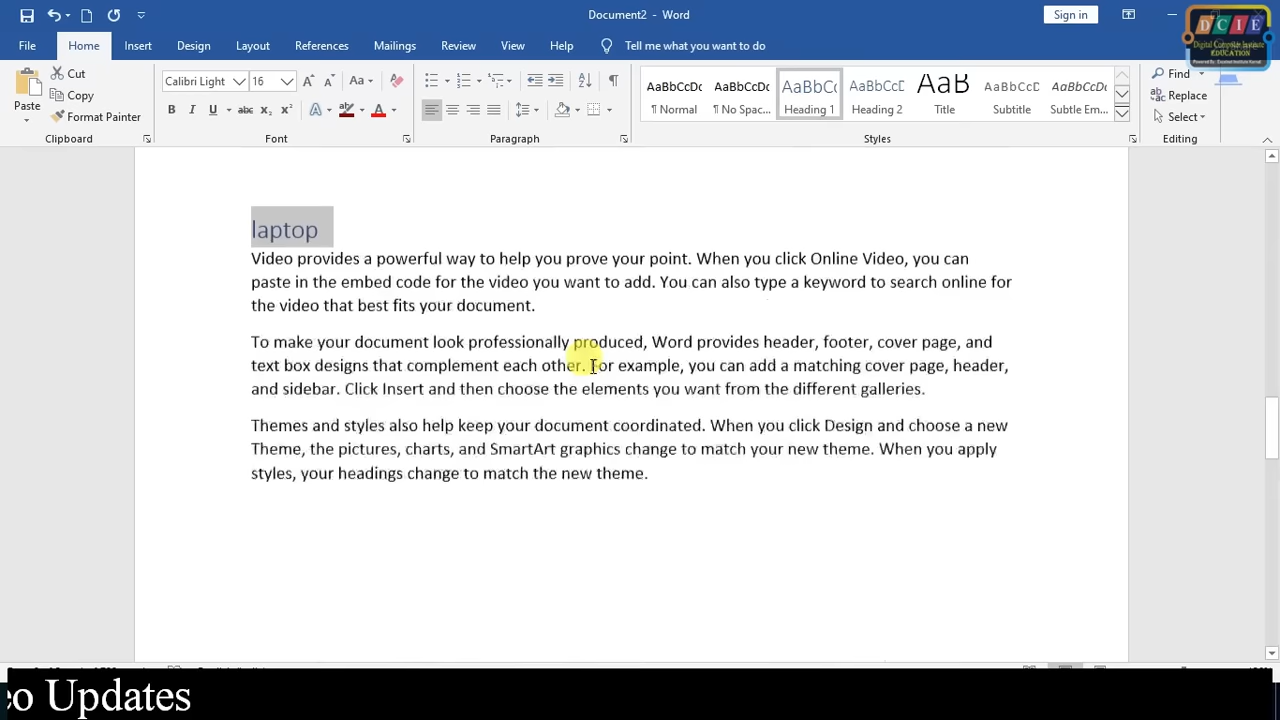 Document2 - Word
Sign in
DCIE
Digital Computer Institute
EDUCATION
File Home Insert Design Layout References Mailings Review View Help Tell me what you want to do
Paste
Cut
Copy
Format Painter
Clipboard
Calibri Light 16
Font
Paragraph
AaBbCcDc ¶ Normal
AaBbCcDc ¶ No Spac...
AaBbCc Heading 1
AaBbCcC Heading 2
AaB Title
AaBbCcD Subtitle
AaBbCcDc Subtle Em...
Styles
Find
Replace
Select
Editing
laptop
Video provides a powerful way to help you prove your point. When you click Online Video, you can
paste in the embed code for the video you want to add. You can also type a keyword to search online for
the video that best fits your document.
To make your document look professionally produced, Word provides header, footer, cover page, and
text box designs that complement each other. For example, you can add a matching cover page, header,
and sidebar. Click Insert and then choose the elements you want from the different galleries.
Themes and styles also help keep your document coordinated. When you click Design and choose a new
Theme, the pictures, charts, and SmartArt graphics change to match your new theme. When you apply
styles, your headings change to match the new theme.
eo Updates